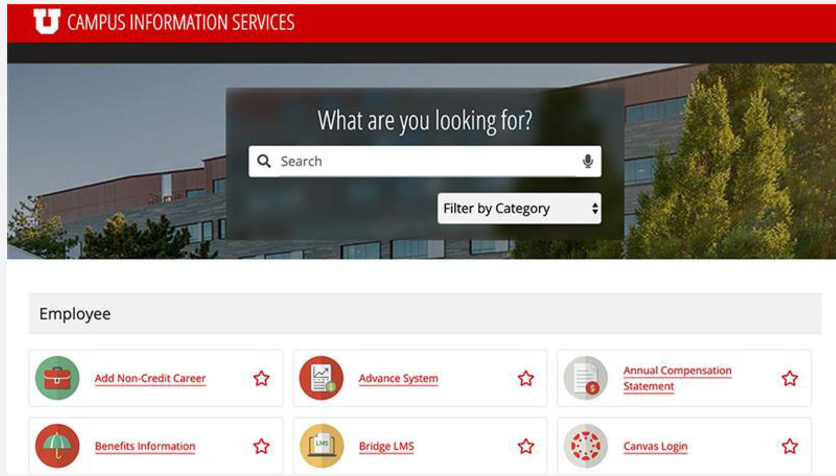 U CAMPUS INFORMATION SERVICES
What are you looking for?
Search
Filter by Category
Employee
Add Non-Credit Career
Advance System
Annual Compensation
Statement
Benefits Information
LMS
Bridge LMS
Canvas Login